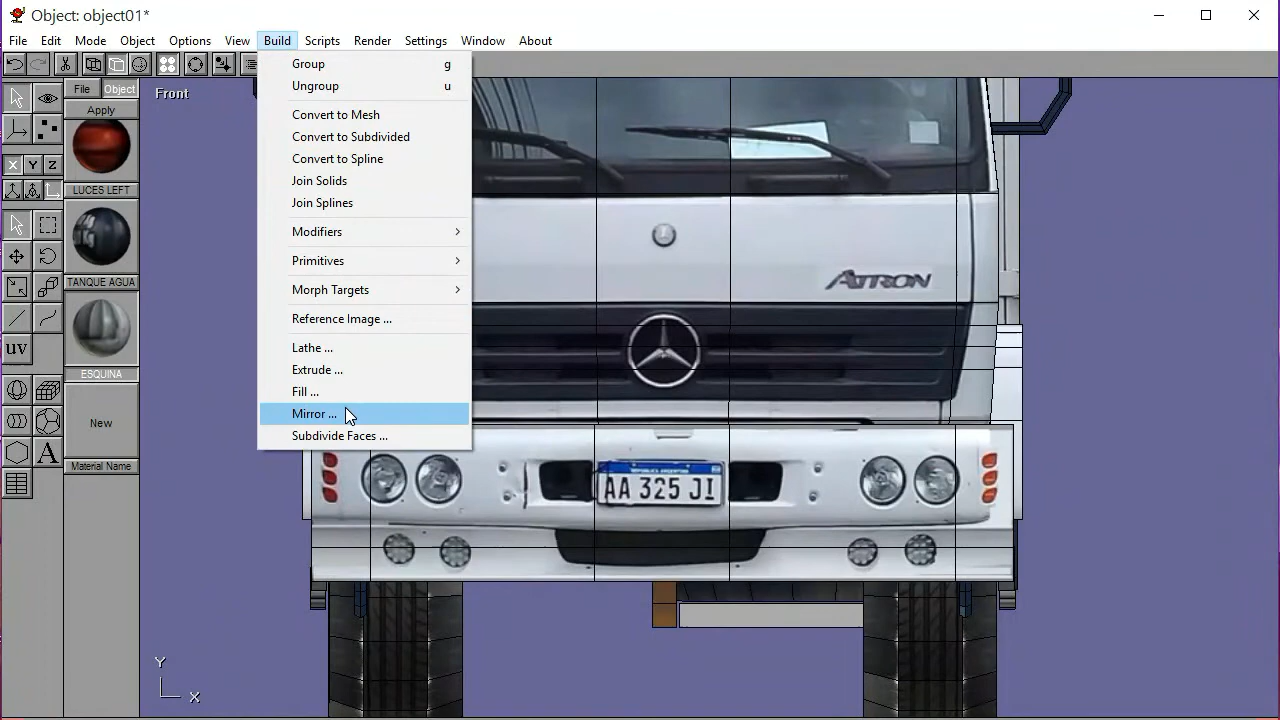 Object: object01*
File Edit Mode Object Options View Build Scripts Render Settings Window About
Group g
Ungroup u
Convert to Mesh
Convert to Subdivided
Convert to Spline
Join Solids
Join Splines
Modifiers
Primitives
Morph Targets
Reference Image ...
Lathe ...
Extrude ...
Fill ...
Mirror ...
Subdivide Faces ...
File Object
Apply
LUCES LEFT
TANQUE AGUA
ESQUINA
New
Material Name
X Y Z
UV
A
Front
ATRON
REPUBLICA ARGENTINA
AA 325 JI
Y
X